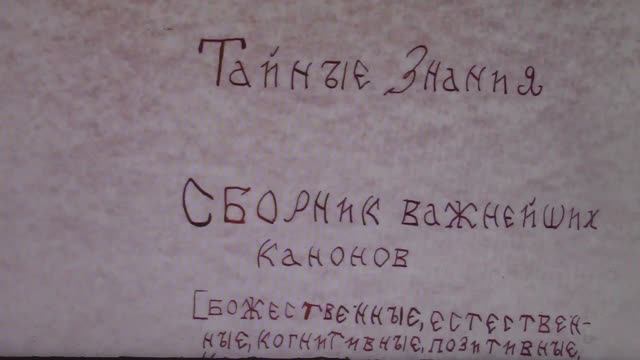 Тайные Знания
Сборник важнейших
канонов
[Божественные, естествен-
ные, когнитивные, позитивные,